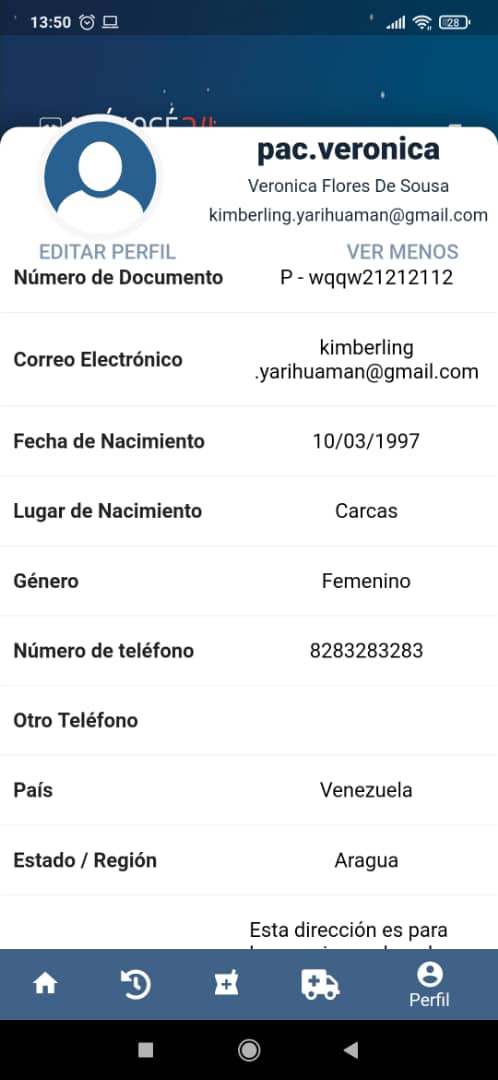 13:50
28
pac.veronica
Veronica Flores De Sousa
kimberling.yarihuaman@gmail.com
EDITAR PERFIL
VER MENOS
Número de Documento
P - wqqw21212112
Correo Electrónico
kimberling
.yarihuaman@gmail.com
Fecha de Nacimiento
10/03/1997
Lugar de Nacimiento
Carcas
Género
Femenino
Número de teléfono
8283283283
Otro Teléfono
País
Venezuela
Estado / Región
Aragua
Esta dirección es para
Perfil